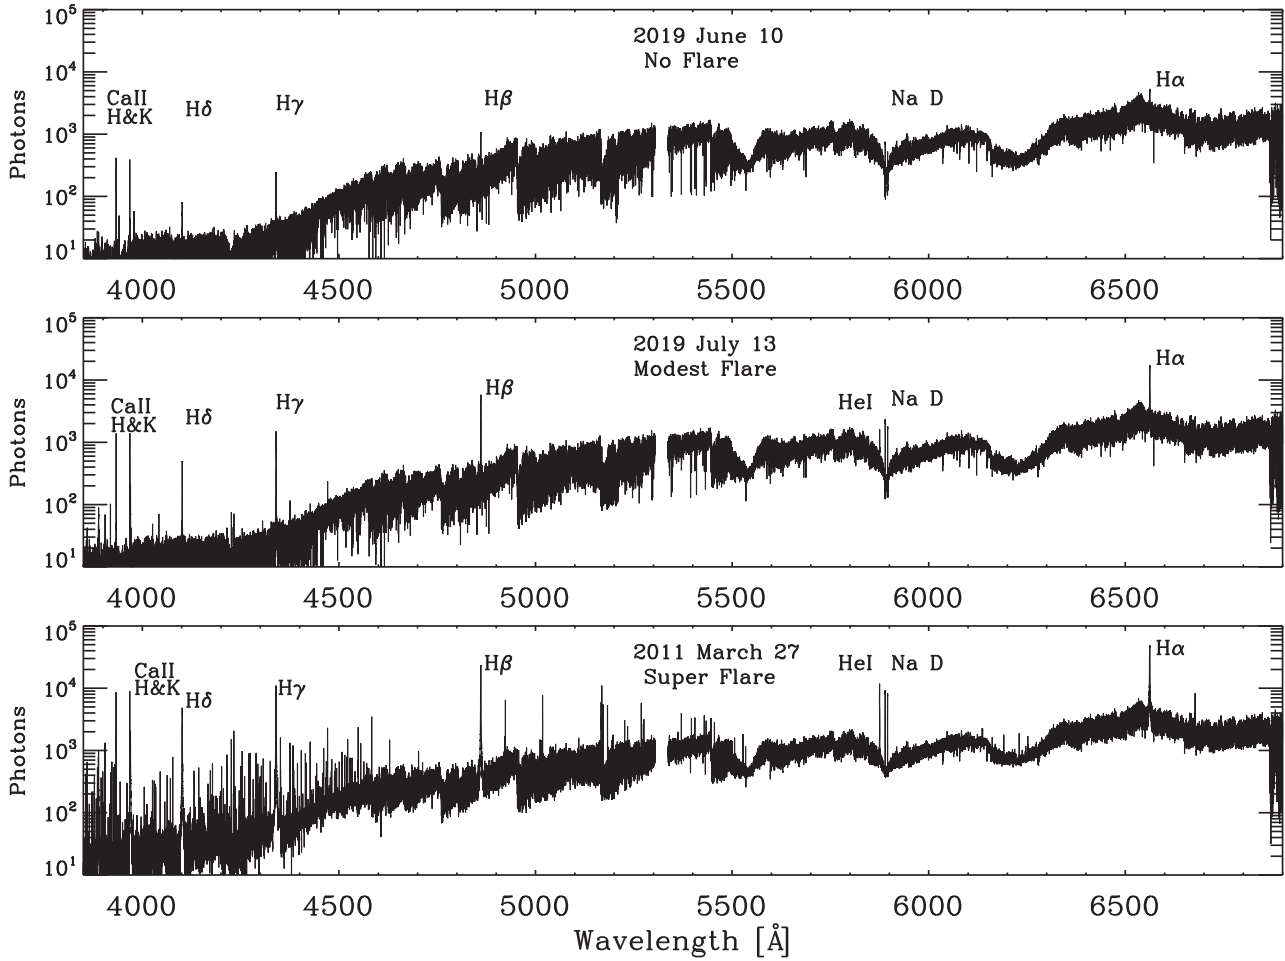 10^5
10^4
10^3
10^2
10^1
Photons
2019 June 10
No Flare
CaII
H&K
Hδ
Hγ
Hβ
Na D
Hα
4000 4500 5000 5500 6000 6500
10^5
10^4
10^3
10^2
10^1
Photons
2019 July 13
Modest Flare
CaII
H&K
Hδ
Hγ
Hβ
HeI
Na D
Hα
4000 4500 5000 5500 6000 6500
10^5
10^4
10^3
10^2
10^1
Photons
2011 March 27
Super Flare
CaII
H&K
Hδ
Hγ
Hβ
HeI
Na D
Hα
4000 4500 5000 5500 6000 6500
Wavelength [Å]